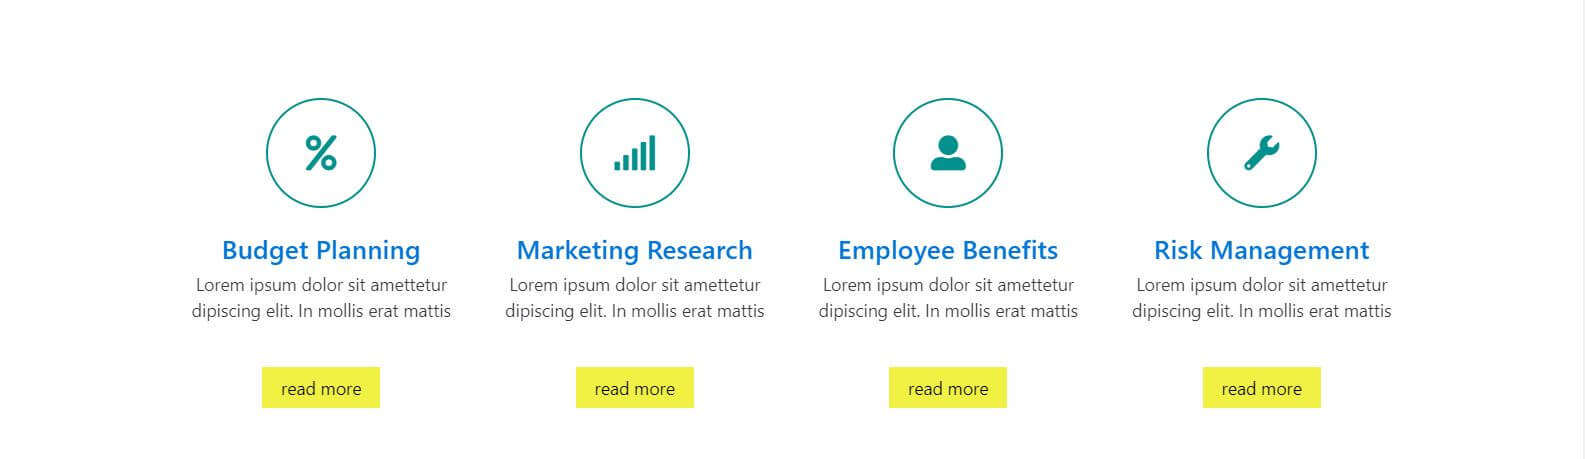 Budget Planning
Lorem ipsum dolor sit amettetur
dipiscing elit. In mollis erat mattis
read more
Marketing Research
Lorem ipsum dolor sit amettetur
dipiscing elit. In mollis erat mattis
read more
Employee Benefits
Lorem ipsum dolor sit amettetur
dipiscing elit. In mollis erat mattis
read more
Risk Management
Lorem ipsum dolor sit amettetur
dipiscing elit. In mollis erat mattis
read more